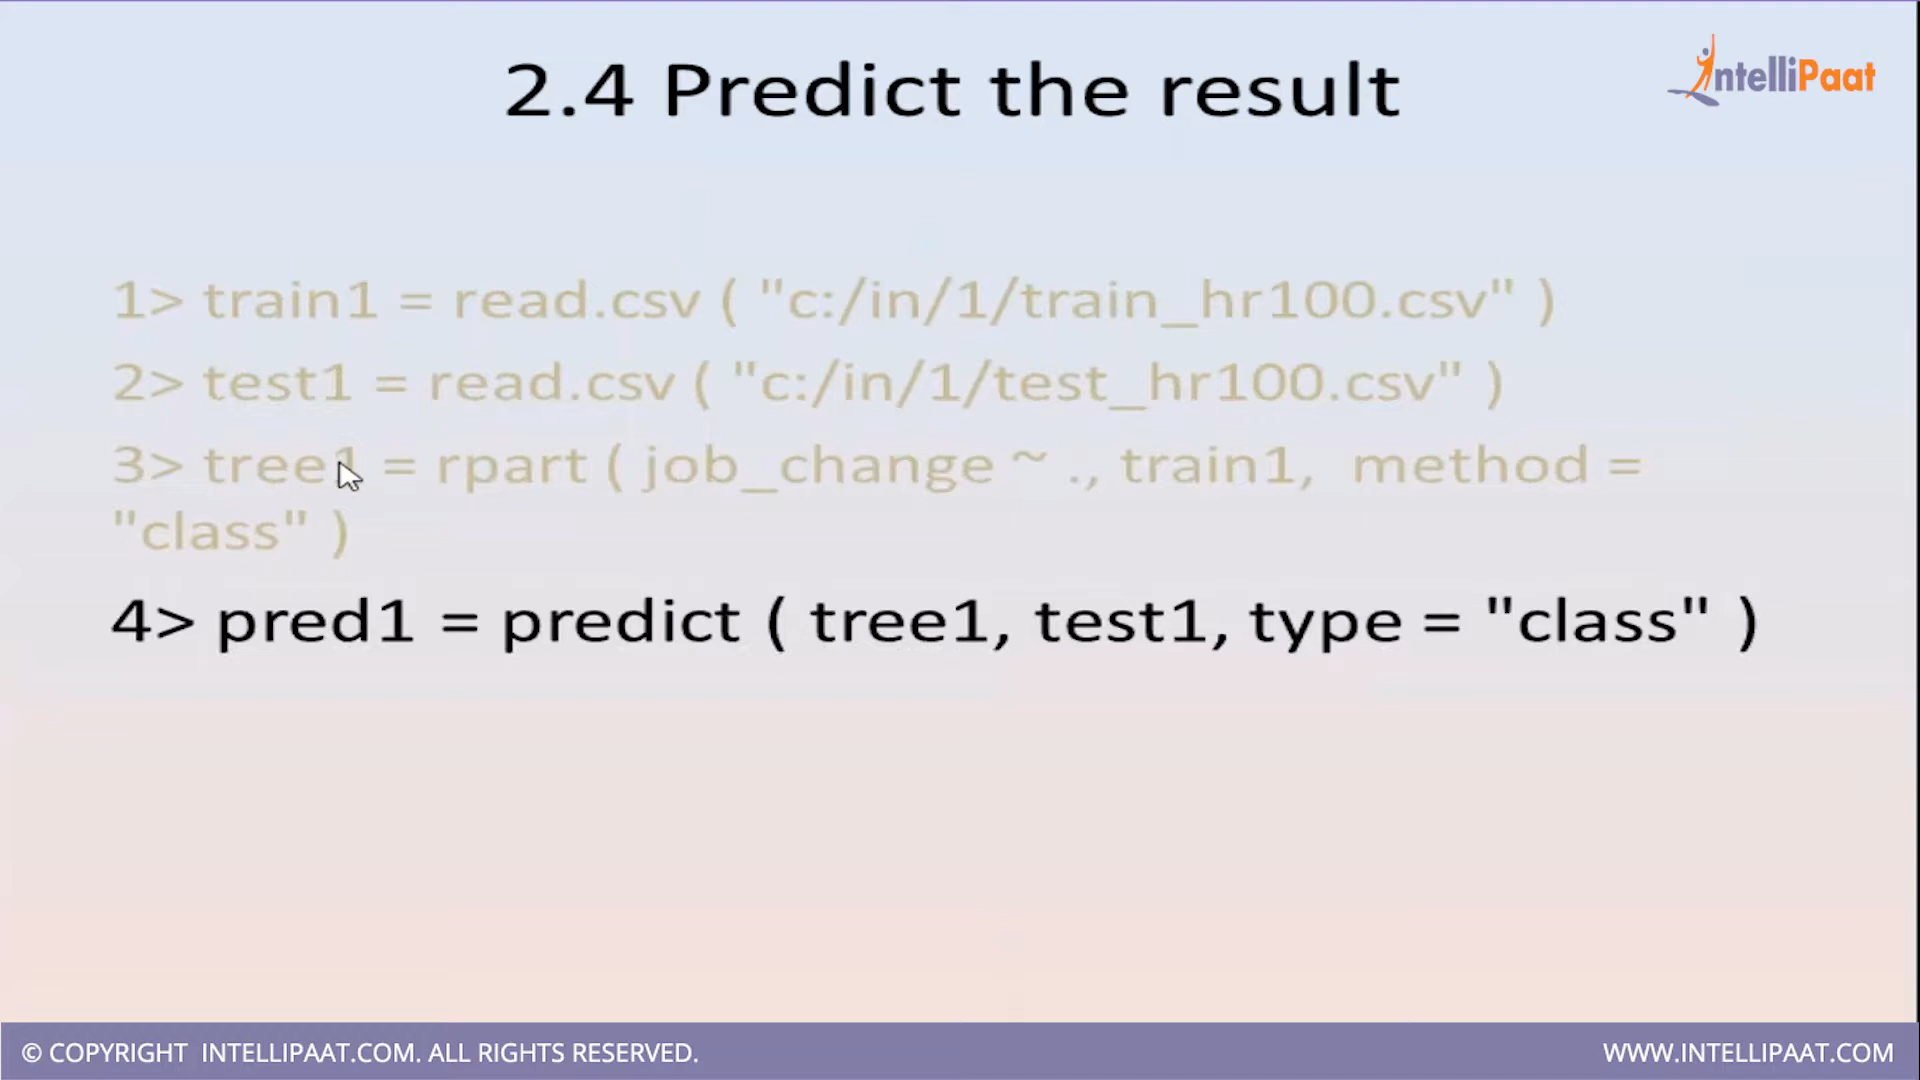 2.4 Predict the result
IntelliPaat
1> train1 = read.csv ( "c:/in/1/train_hr100.csv" )
2> test1 = read.csv ( "c:/in/1/test_hr100.csv" )
3> tree1 = rpart ( job_change ~ ., train1, method =
"class" )
4> pred1 = predict ( tree1, test1, type = "class" )
© COPYRIGHT INTELLIPAAT.COM. ALL RIGHTS RESERVED.
WWW.INTELLIPAAT.COM